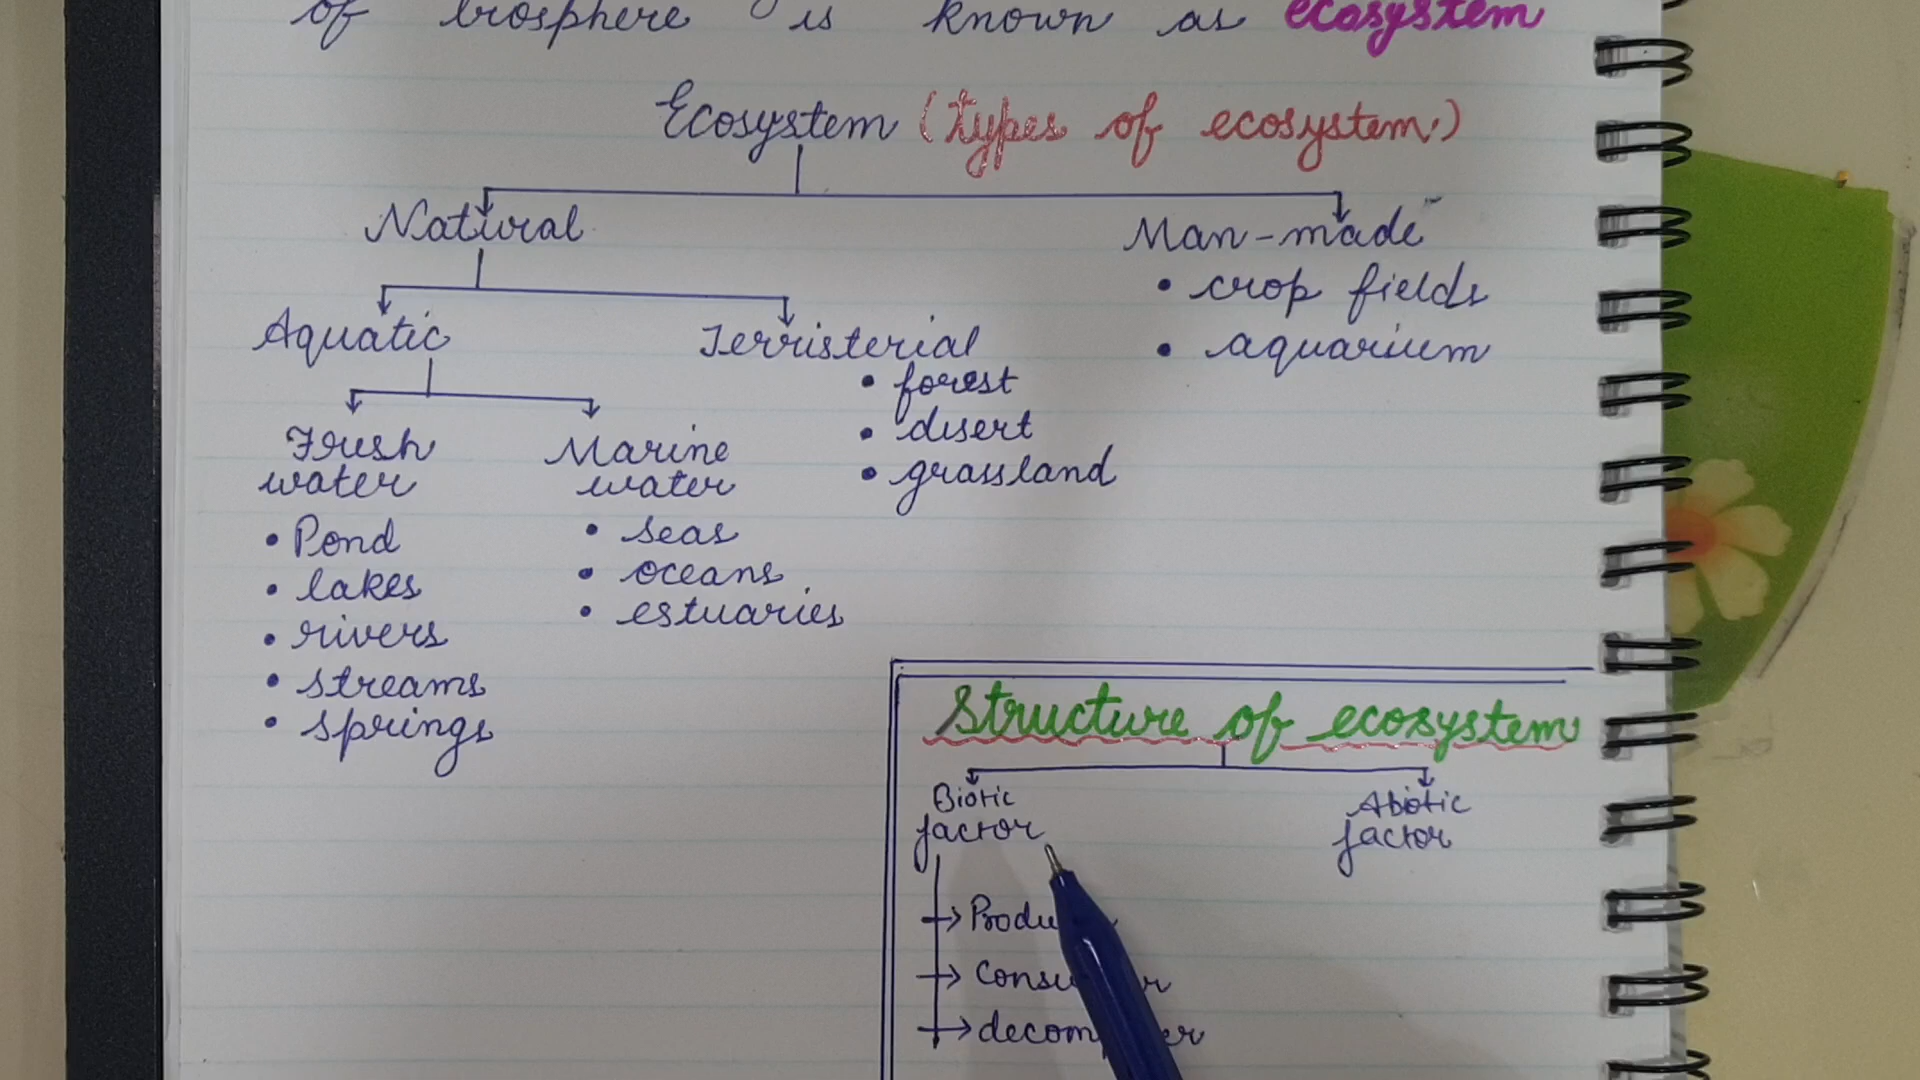 of biosphere is known as ecosystem
Ecosystem (types of ecosystem)
Natural
Man-made
• crop fields
• aquarium
Aquatic
Terristerial
• forest
• disert
• grassland
Fresh water
• Pond
• lakes
• rivers
• streams
• springs
Marine water
• seas
• oceans
• estuaries
Structure of ecosystem
Biotic factor
Abiotic factor
→
→
→